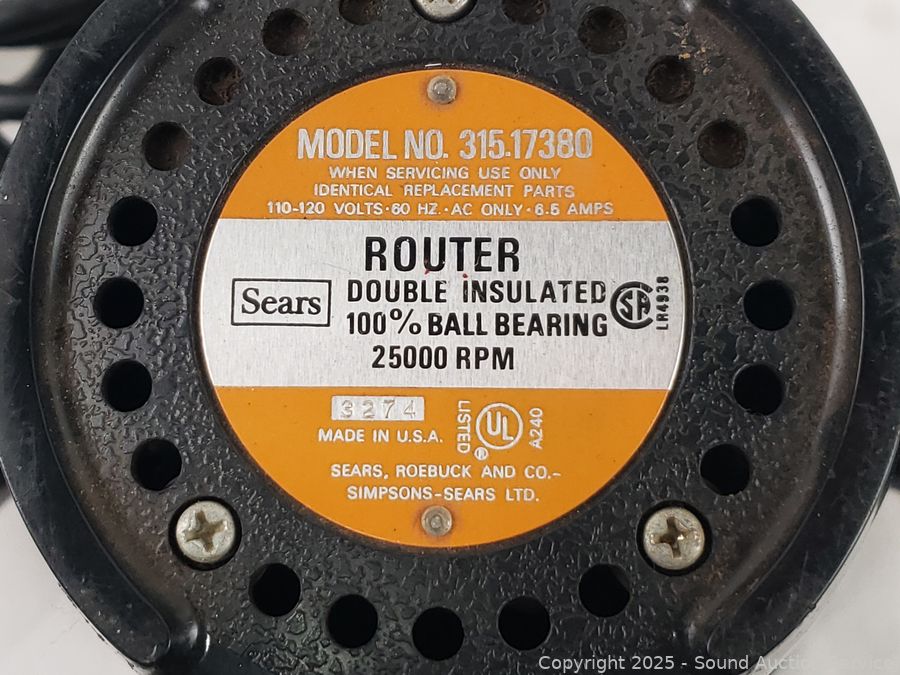 MODEL NO. 315.17380
WHEN SERVICING USE ONLY
IDENTICAL REPLACEMENT PARTS
110-120 VOLTS·60 HZ.·AC ONLY·6.5 AMPS
ROUTER
Sears
DOUBLE INSULATED
100% BALL BEARING
25000 RPM
SA
LR4938
3274
MADE IN U.S.A.
LISTED
UL
®
A240
SEARS, ROEBUCK AND CO.-
SIMPSONS-SEARS LTD.
Copyright 2025 - Sound Auction Service